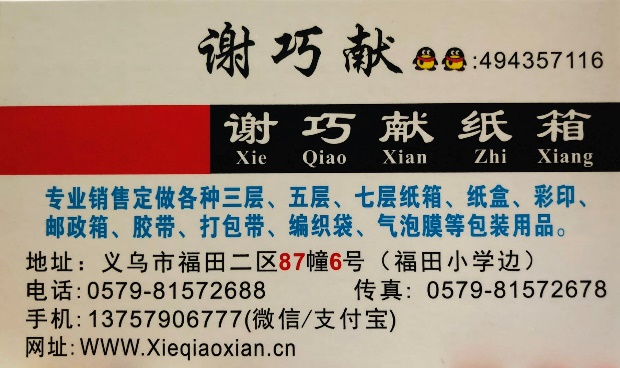 谢巧献 :494357116
谢巧献纸箱
Xie Qiao Xian Zhi Xiang
专业销售定做各种三层、五层、七层纸箱、纸盒、彩印、
邮政箱、胶带、打包带、编织袋、气泡膜等包装用品。
地址：义乌市福田二区87幢6号（福田小学边）
电话:0579-81572688 传真: 0579-81572678
手机:13757906777(微信/支付宝)
网址:WWW.Xieqiaoxian.cn